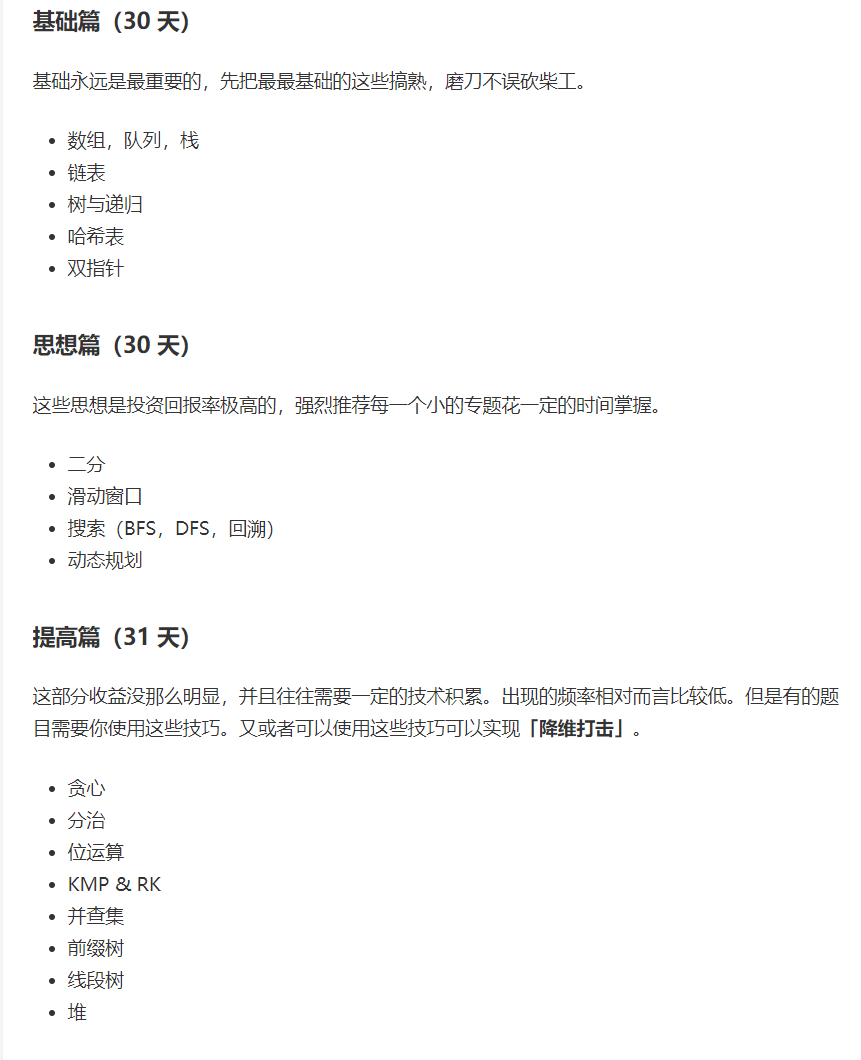 基础篇（30 天）
基础永远是最重要的，先把最最基础的这些搞熟，磨刀不误砍柴工。
• 数组，队列，栈
• 链表
• 树与递归
• 哈希表
• 双指针
思想篇（30 天）
这些思想是投资回报率极高的，强烈推荐每一个小的专题花一定的时间掌握。
• 二分
• 滑动窗口
• 搜索（BFS，DFS，回溯）
• 动态规划
提高篇（31 天）
这部分收益没那么明显，并且往往需要一定的技术积累。出现的频率相对而言比较低。但是有的题
目需要你使用这些技巧。又或者可以使用这些技巧可以实现「降维打击」。
• 贪心
• 分治
• 位运算
• KMP & RK
• 并查集
• 前缀树
• 线段树
• 堆